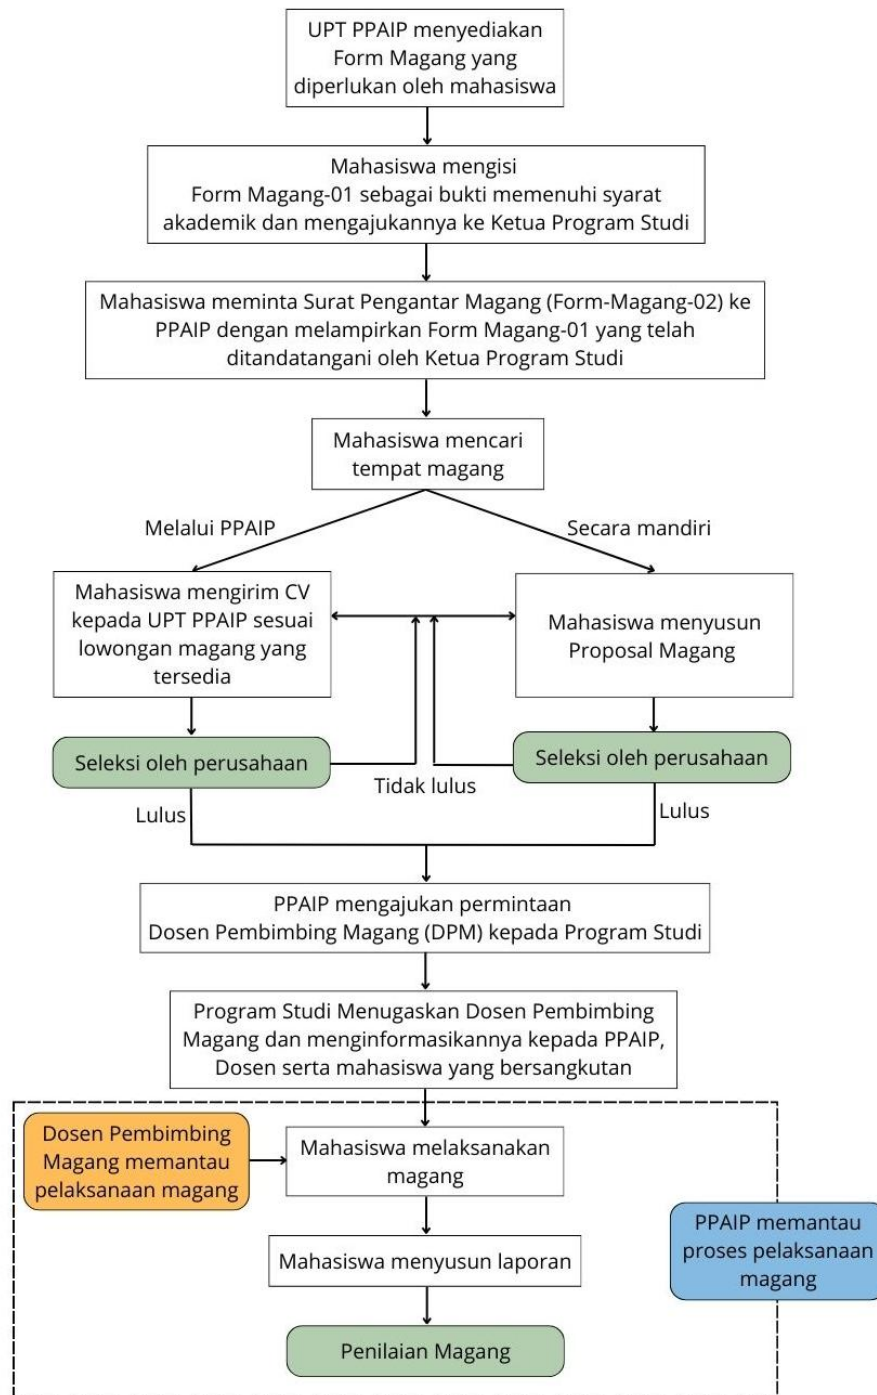 UPT PPAIP menyediakan
Form Magang yang
diperlukan oleh mahasiswa
Mahasiswa mengisi
Form Magang-01 sebagai bukti memenuhi syarat
akademik dan mengajukannya ke Ketua Program Studi
Mahasiswa meminta Surat Pengantar Magang (Form-Magang-02) ke
PPAIP dengan melampirkan Form Magang-01 yang telah
ditandatangani oleh Ketua Program Studi
Mahasiswa mencari
tempat magang
Melalui PPAIP
Secara mandiri
Mahasiswa mengirim CV
kepada UPT PPAIP sesuai
lowongan magang yang
tersedia
Mahasiswa menyusun
Proposal Magang
Seleksi oleh perusahaan
Seleksi oleh perusahaan
Tidak lulus
Lulus
Lulus
PPAIP mengajukan permintaan
Dosen Pembimbing Magang (DPM) kepada Program Studi
Program Studi Menugaskan Dosen Pembimbing
Magang dan menginformasikannya kepada PPAIP,
Dosen serta mahasiswa yang bersangkutan
Dosen Pembimbing
Magang memantau
pelaksanaan magang
Mahasiswa melaksanakan
magang
PPAIP memantau
proses pelaksanaan
magang
Mahasiswa menyusun laporan
Penilaian Magang